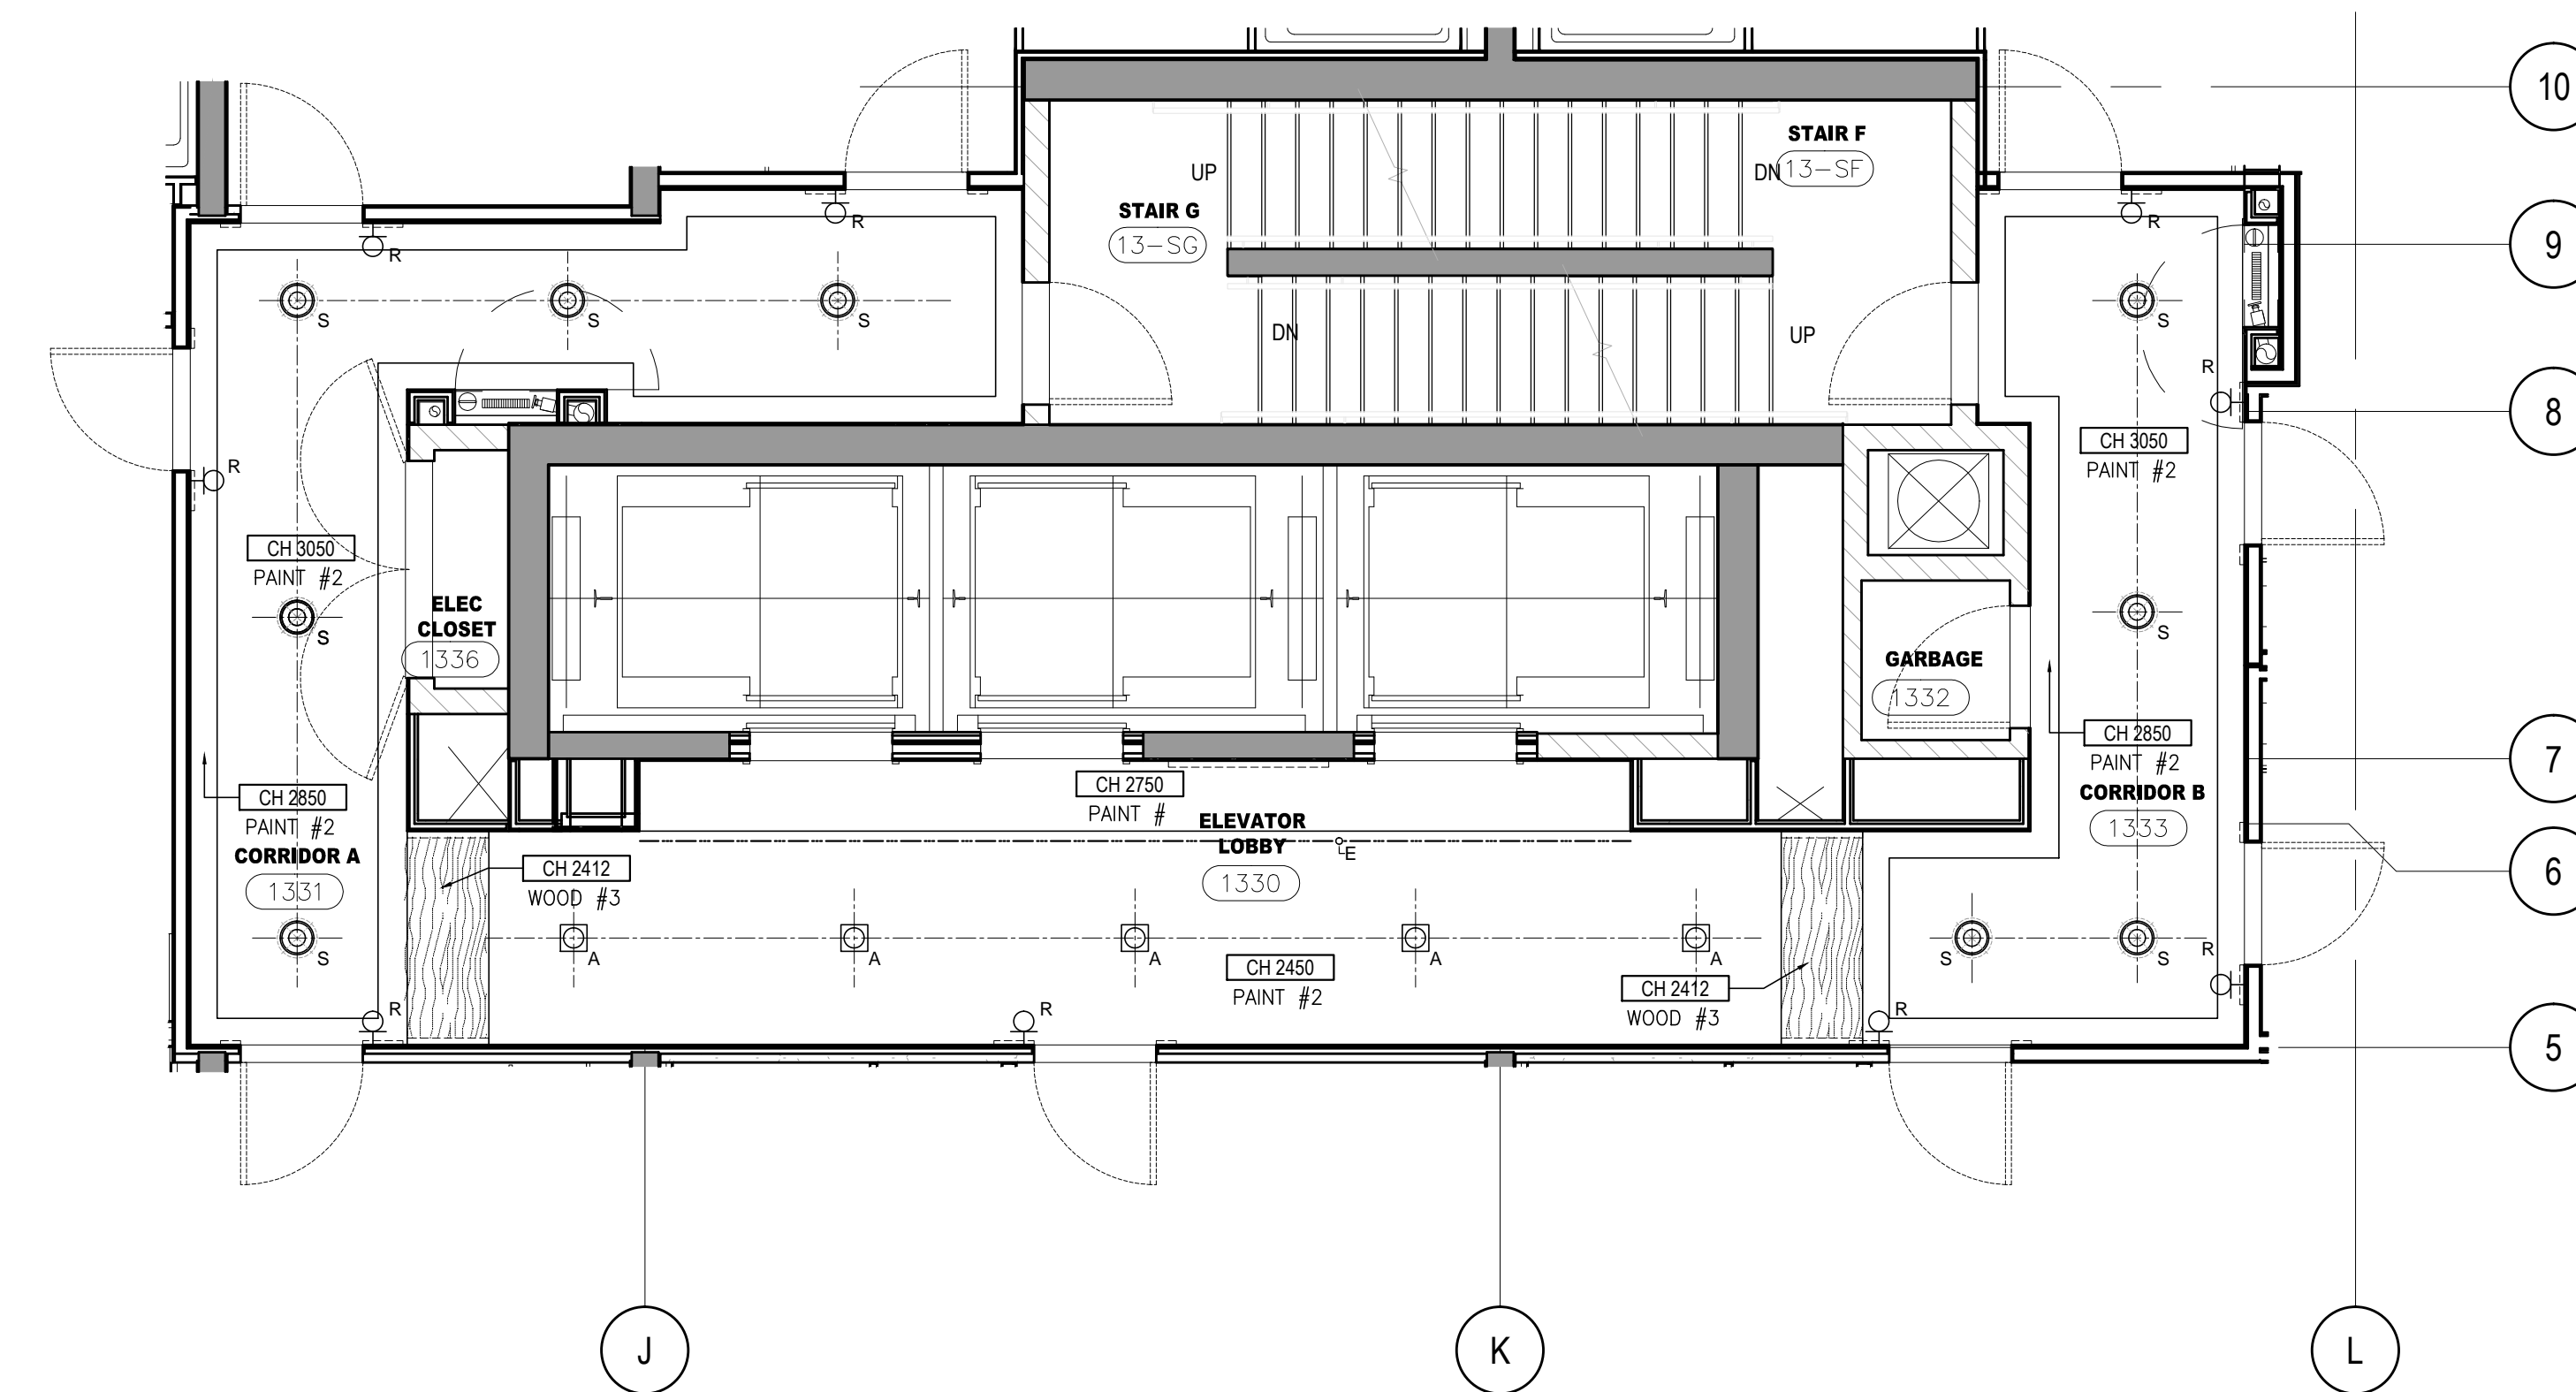 10
STAIR F
13-SF
UP
DN
STAIR G
13-SG
R
R
R
9
S
S
S
S
DN
UP
R
8
CH 3050
PAINT #2
R
CH 3050
PAINT #2
ELEC
CLOSET
1336
S
S
GARBAGE
1332
CH 2850
PAINT #2
CORRIDOR B
1333
7
CH 2850
PAINT #2
CORRIDOR A
1331
CH 2750
PAINT #
ELEVATOR
LOBBY
1330
E
CH 2412
WOOD #3
6
S
A
A
A
A
A
S
S
R
CH 2450
PAINT #2
CH 2412
WOOD #3
R
R
R
5
J
K
L